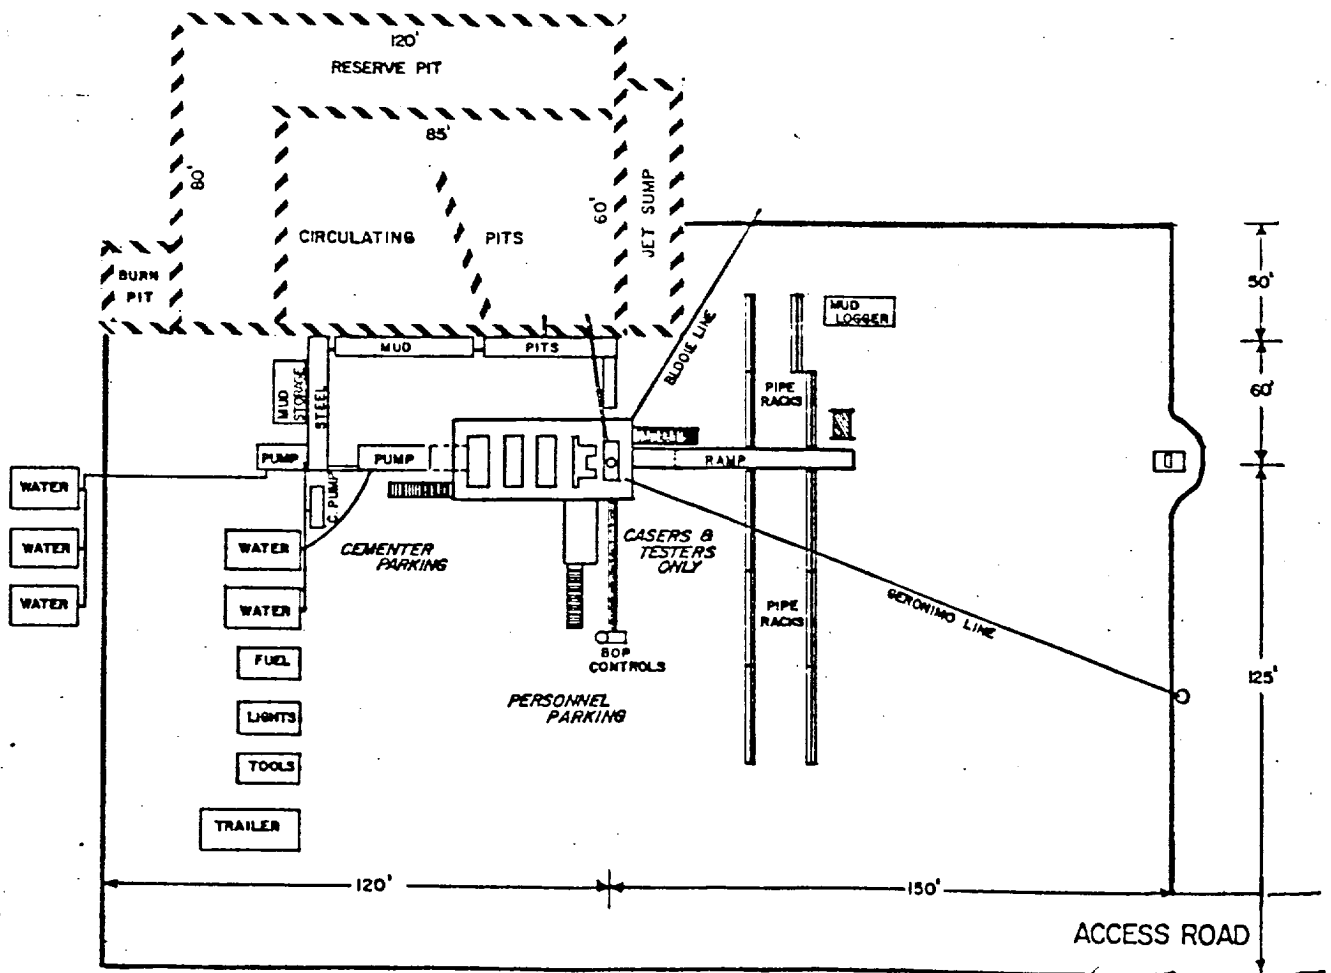 120'
RESERVE PIT
85'
80'
60'
JET SUMP
CIRCULATING PITS
BURN
PIT
50'
BLOOIE LINE
MUD
LOGGER
MUD PITS
MUD
STORAGE
STEEL
PIPE
RACKS
60'
PUMP
PUMP
RAMP
WATER
C. PUMP
WATER
WATER
CEMENTER
PARKING
CASERS &
TESTERS
ONLY
WATER
WATER
GERONIMO LINE
PIPE
RACKS
BOP
CONTROLS
FUEL
125'
PERSONNEL
PARKING
LIGHTS
TOOLS
TRAILER
120'
150'
ACCESS ROAD